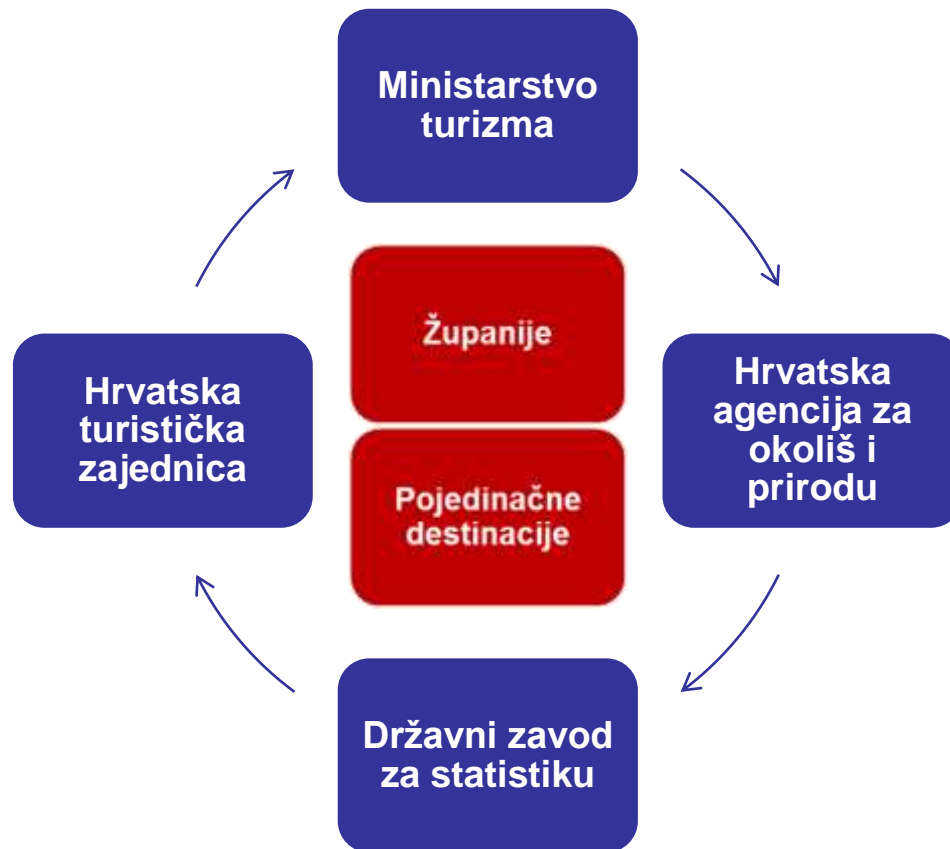 Ministarstvo
turizma
Županije
Hrvatska
turistička
zajednica
Hrvatska
agencija za
okoliš i
prirodu
Pojedinačne
destinacije
Državni zavod
za statistiku